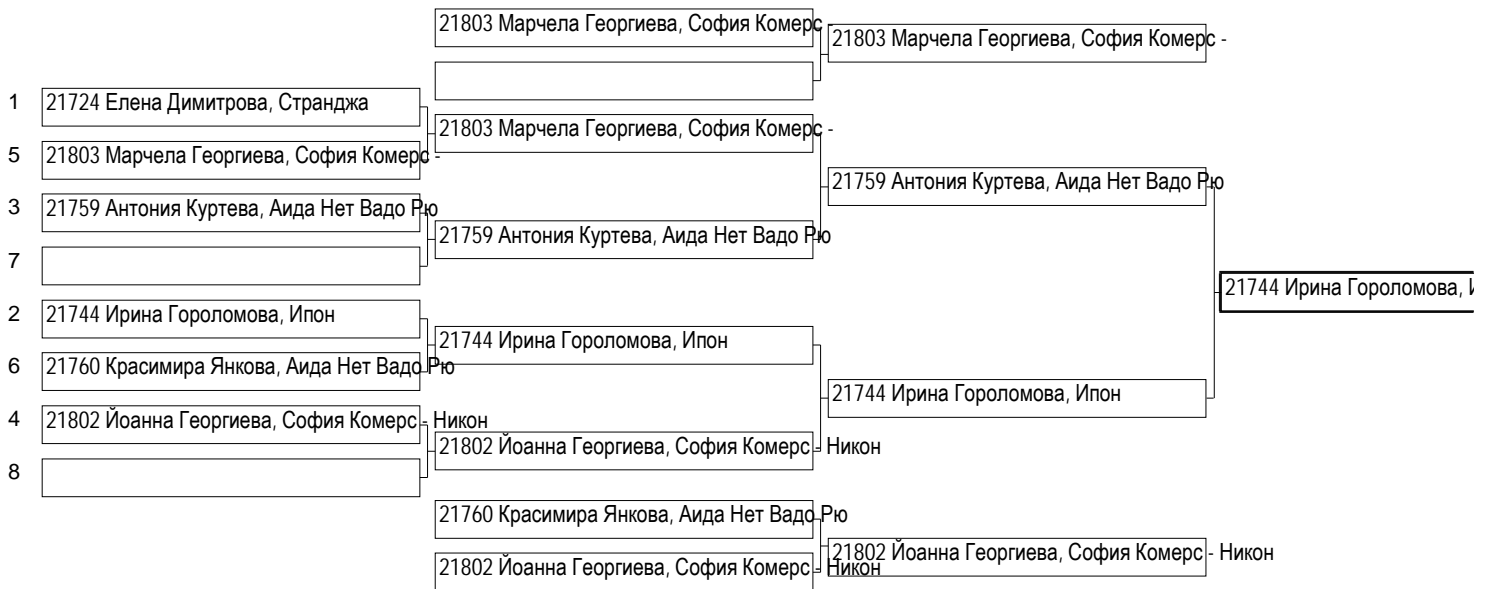 21803 Марчела Георгиева, София Комерс -
21803 Марчела Георгиева, София Комерс -
1 21724 Елена Димитрова, Странджа
21803 Марчела Георгиева, София Комерс -
5 21803 Марчела Георгиева, София Комерс -
21759 Антония Куртева, Аида Нет Вадо Рю
3 21759 Антония Куртева, Аида Нет Вадо Рю
21759 Антония Куртева, Аида Нет Вадо Рю
7
21744 Ирина Гороломова,
2 21744 Ирина Гороломова, Ипон
21744 Ирина Гороломова, Ипон
6 21760 Красимира Янкова, Аида Нет Вадо Рю
21744 Ирина Гороломова, Ипон
4 21802 Йоанна Георгиева, София Комерс - Никон
21802 Йоанна Георгиева, София Комерс - Никон
8
21760 Красимира Янкова, Аида Нет Вадо Рю
21802 Йоанна Георгиева, София Комерс - Никон
21802 Йоанна Георгиева, София Комерс - Никон